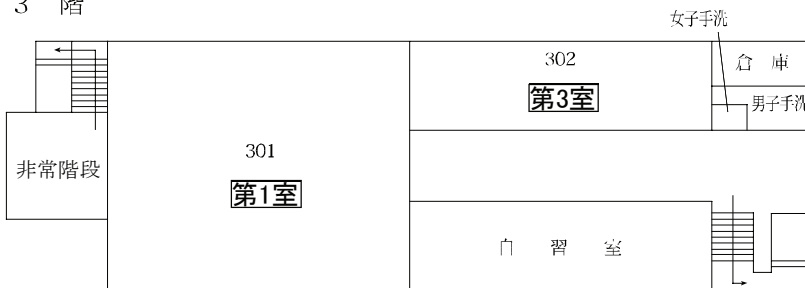 3 階
女子手洗
302
倉 庫
第3室
男子手洗
301
非常階段
第1室
自 習 室